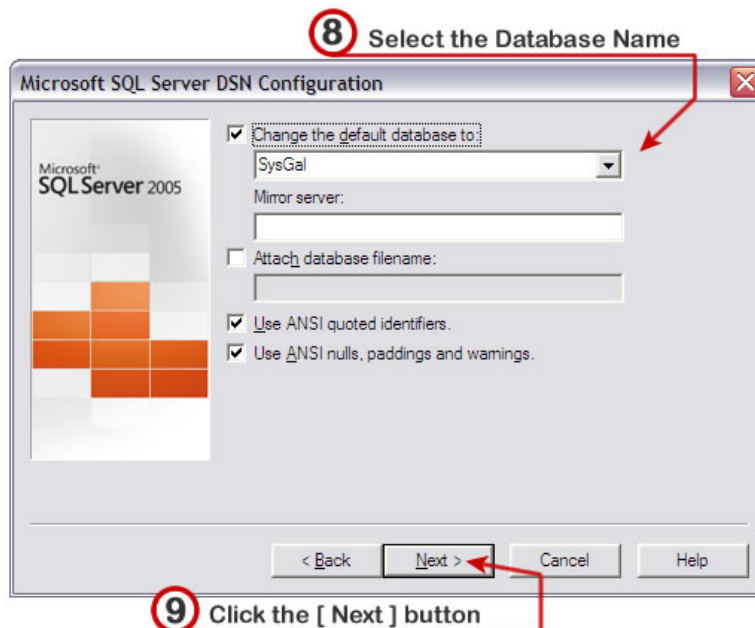 8 Select the Database Name
Microsoft SQL Server DSN Configuration
Change the default database to:
SysGal
Microsoft
SQL Server 2005
Mirror server:
Attach database filename:
Use ANSI quoted identifiers.
Use ANSI nulls, paddings and warnings.
< Back
Next >
Cancel
Help
9 Click the [ Next ] button